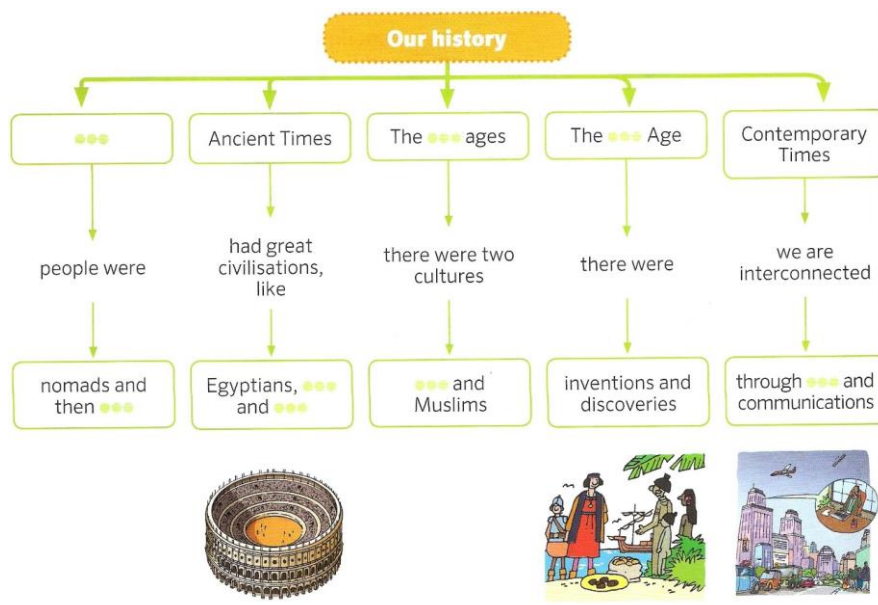 Our history
Ancient Times
The ●●● ages
The ●●● Age
Contemporary
Times
people were
had great
civilisations,
like
there were two
cultures
there were
we are
interconnected
nomads and
then ●●●
Egyptians, ●●●
and ●●●
●●● and
Muslims
inventions and
discoveries
through ●●● and
communications